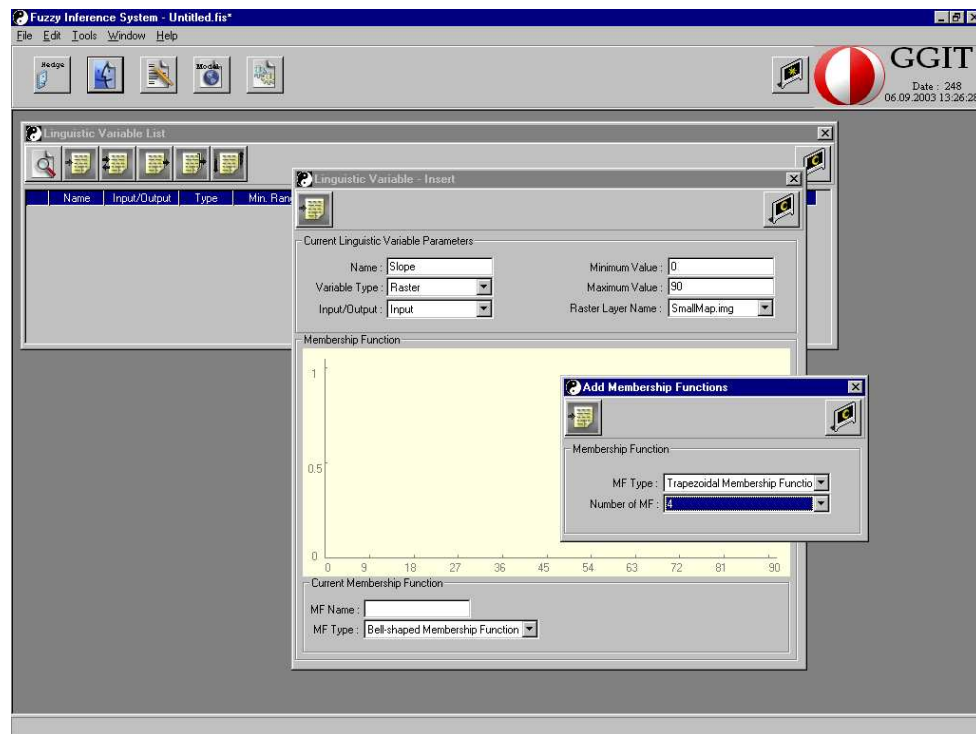 Fuzzy Inference System - Untitled.fis*
File Edit Tools Window Help
Hedge
Model
GGIT
Date : 248
06.09.2003 13:26:28
Linguistic Variable List
Name Input/Output Type Min. Rang
Linguistic Variable - Insert
Current Linguistic Variable Parameters
Name : Slope
Minimum Value : 0
Variable Type : Raster
Maximum Value : 90
Input/Output : Input
Raster Layer Name : SmallMap.img
Membership Function
1
0.5
0
0 9 18 27 36 45 54 63 72 81 90
Add Membership Functions
Membership Function
MF Type : Trapezoidal Membership Functio
Number of MF : 4
Current Membership Function
MF Name :
MF Type : Bell-shaped Membership Function